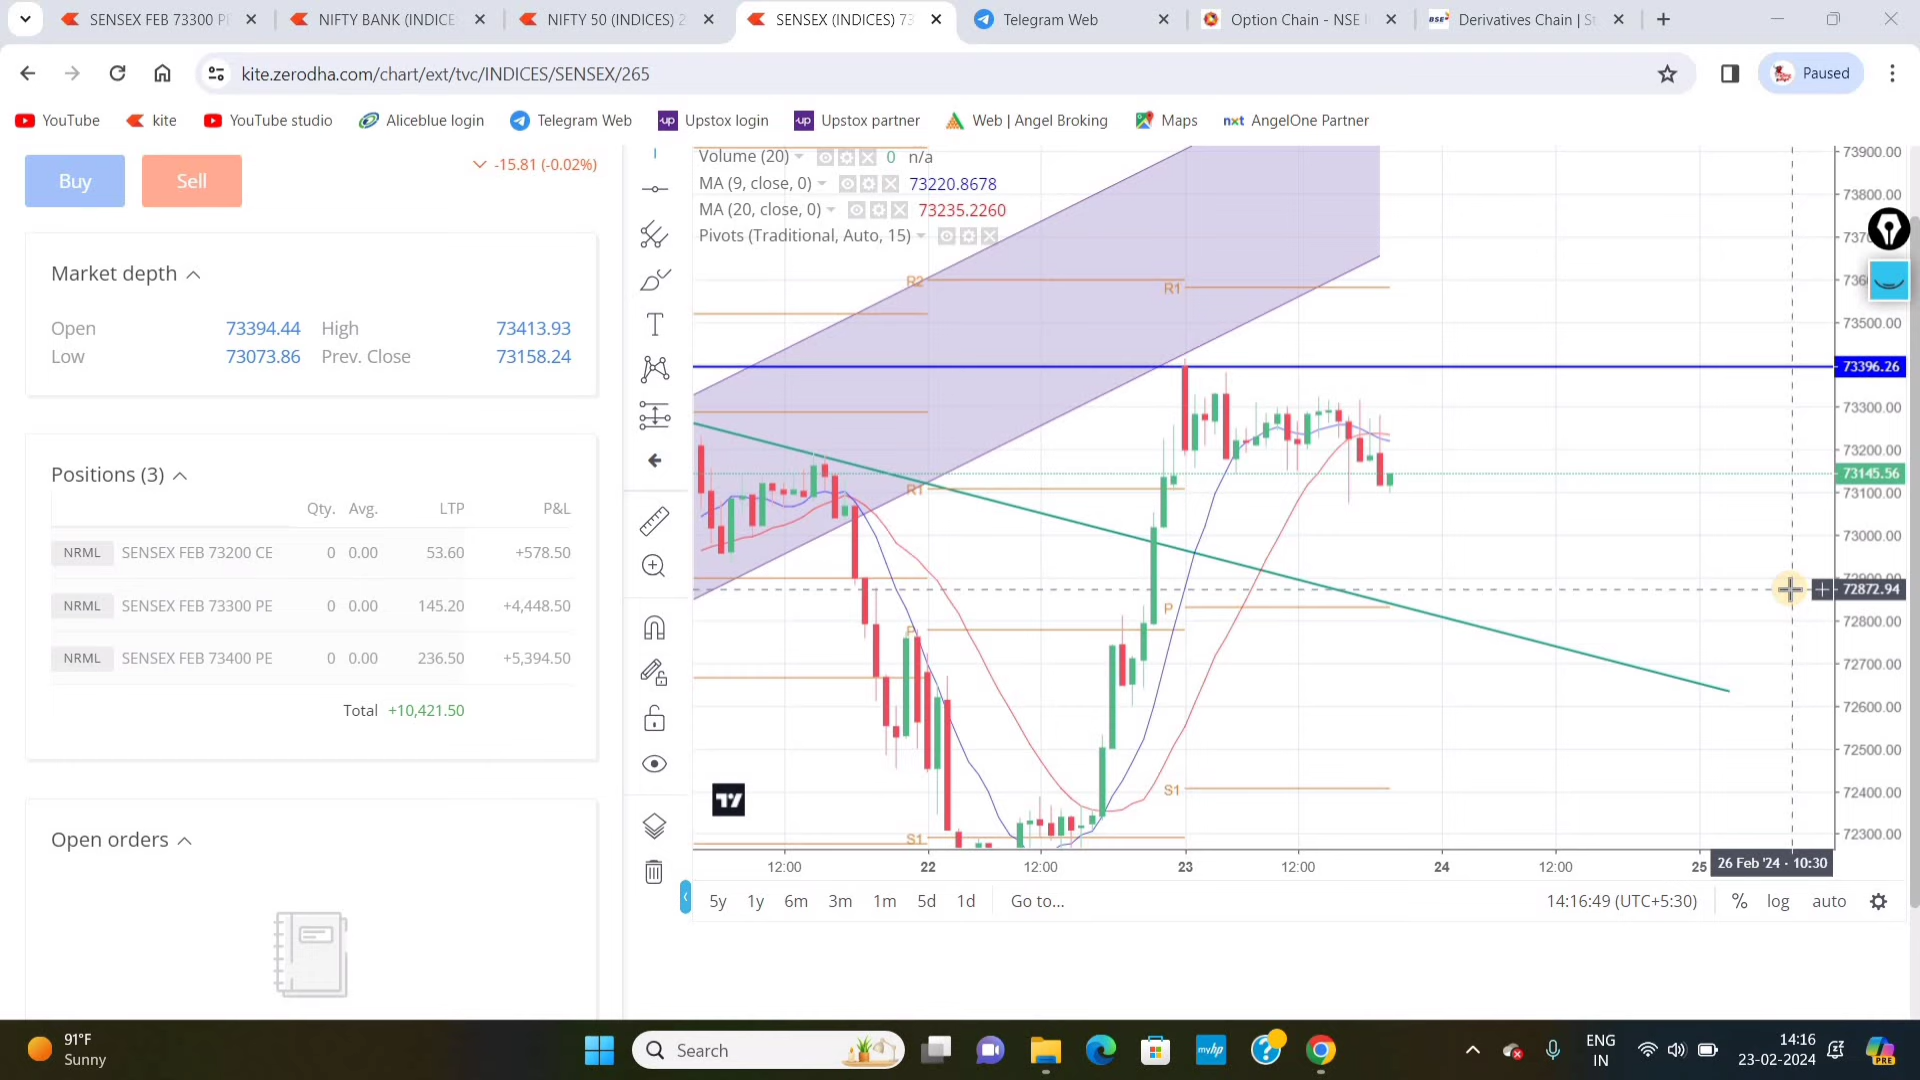 SENSEX FEB 73300 P
NIFTY BANK (INDICE
NIFTY 50 (INDICES) 2
SENSEX (INDICES) 73
Telegram Web
Option Chain - NSE I
BSE
Derivatives Chain | S
kite.zerodha.com/chart/ext/tvc/INDICES/SENSEX/265
Paused
YouTube
kite
YouTube studio
Aliceblue login
Telegram Web
up Upstox login
up Upstox partner
Web | Angel Broking
Maps
nxt AngelOne Partner
Buy
Sell
-15.81 (-0.02%)
Market depth
Open 73394.44 High 73413.93
Low 73073.86 Prev. Close 73158.24
Positions (3)
Qty. Avg. LTP P&L
NRML SENSEX FEB 73200 CE 0 0.00 53.60 +578.50
NRML SENSEX FEB 73300 PE 0 0.00 145.20 +4,448.50
NRML SENSEX FEB 73400 PE 0 0.00 236.50 +5,394.50
Total +10,421.50
Open orders
Volume (20) 0 n/a
MA (9, close, 0) 73220.8678
MA (20, close, 0) 73235.2260
Pivots (Traditional, Auto, 15)
R2
R1
R1
P
P
S1
S1
73900.00
73800.00
7370
7360
73500.00
73396.26
73300.00
73200.00
73145.56
73100.00
73000.00
72900.00
72872.94
72800.00
72700.00
72600.00
72500.00
72400.00
72300.00
12:00
22
12:00
23
12:00
24
12:00
25
26 Feb '24 · 10:30
5y 1y 6m 3m 1m 5d 1d Go to...
14:16:49 (UTC+5:30) % log auto
91°F
Sunny
Search
myhp
ENG
IN
14:16
23-02-2024
PRE